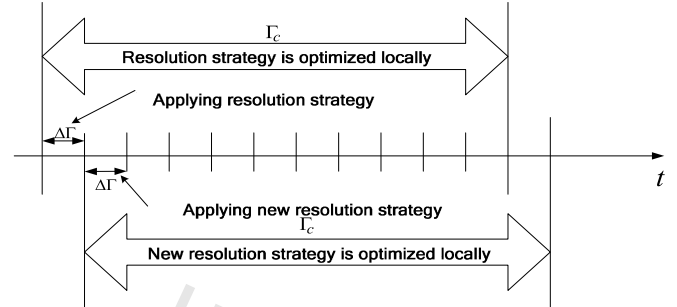 Γc
Resolution strategy is optimized locally
Applying resolution strategy
ΔΓ
ΔΓ
t
Applying new resolution strategy
Γc
New resolution strategy is optimized locally